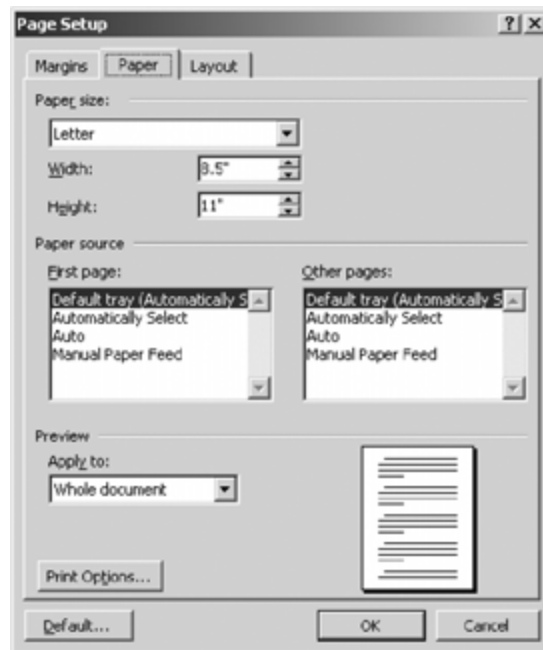 Page Setup
Margins Paper Layout
Paper size:
Letter
Width: 8.5"
Height: 11"
Paper source
First page: Other pages:
Default tray (Automatically S Default tray (Automatically S
Automatically Select Automatically Select
Auto Auto
Manual Paper Feed Manual Paper Feed
Preview
Apply to:
Whole document
Print Options...
Default... OK Cancel